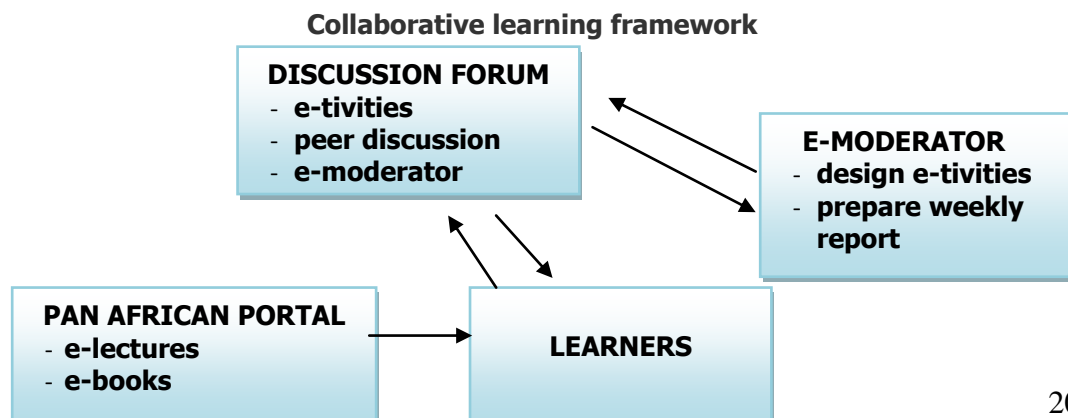 Collaborative learning framework
DISCUSSION FORUM
- e-tivities
- peer discussion
- e-moderator
E-MODERATOR
- design e-tivities
- prepare weekly
report
PAN AFRICAN PORTAL
- e-lectures
- e-books
LEARNERS